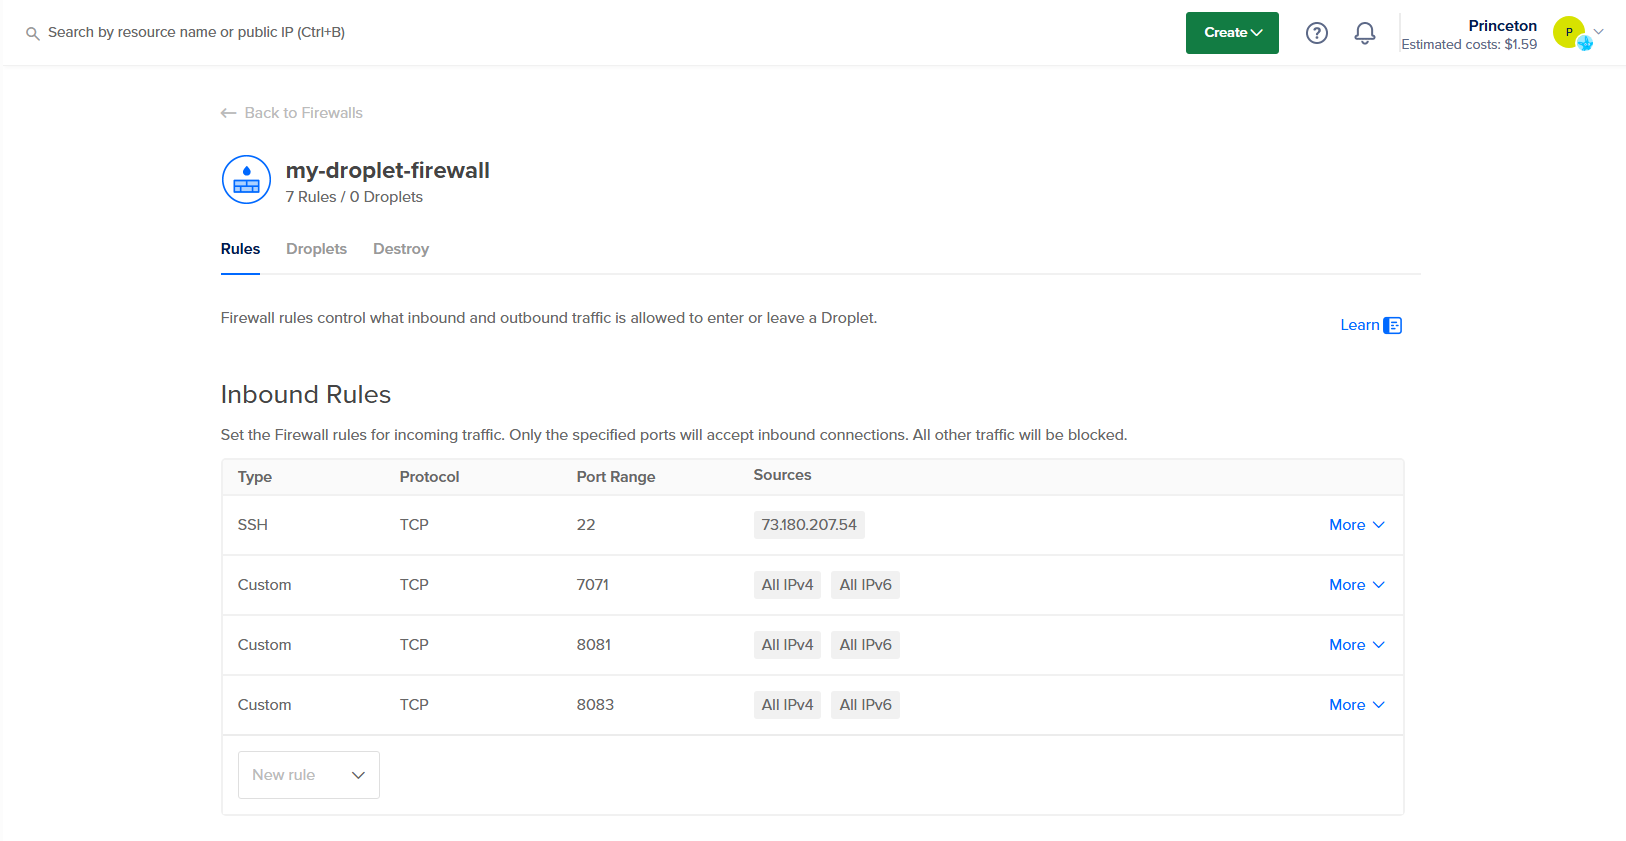 Search by resource name or public IP (Ctrl+B)
Create
Princeton
Estimated costs: $1.59
P
Back to Firewalls
my-droplet-firewall
7 Rules / 0 Droplets
Rules Droplets Destroy
Firewall rules control what inbound and outbound traffic is allowed to enter or leave a Droplet.
Learn
Inbound Rules
Set the Firewall rules for incoming traffic. Only the specified ports will accept inbound connections. All other traffic will be blocked.
Type Protocol Port Range Sources
SSH TCP 22 73.180.207.54 More
Custom TCP 7071 All IPv4 All IPv6 More
Custom TCP 8081 All IPv4 All IPv6 More
Custom TCP 8083 All IPv4 All IPv6 More
New rule